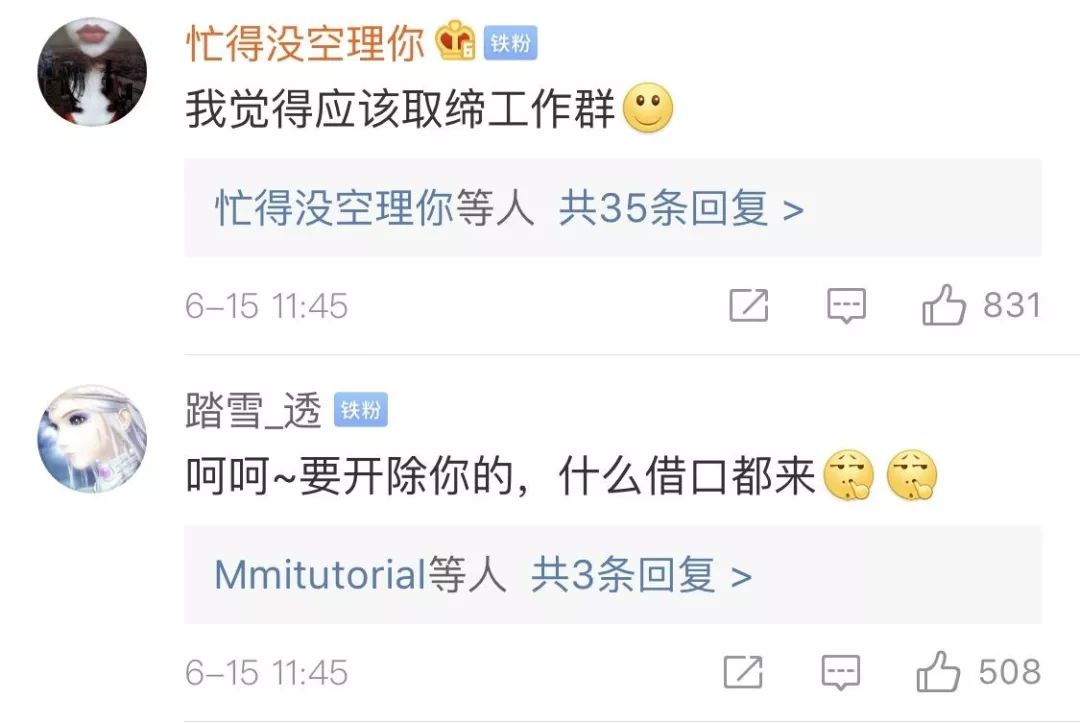 忙得没空理你 6 铁粉
我觉得应该取缔工作群
忙得没空理你等人 共35条回复 >
6-15 11:45 831
踏雪_透 铁粉
呵呵~要开除你的，什么借口都来
Mmitutorial等人 共3条回复 >
6-15 11:45 508